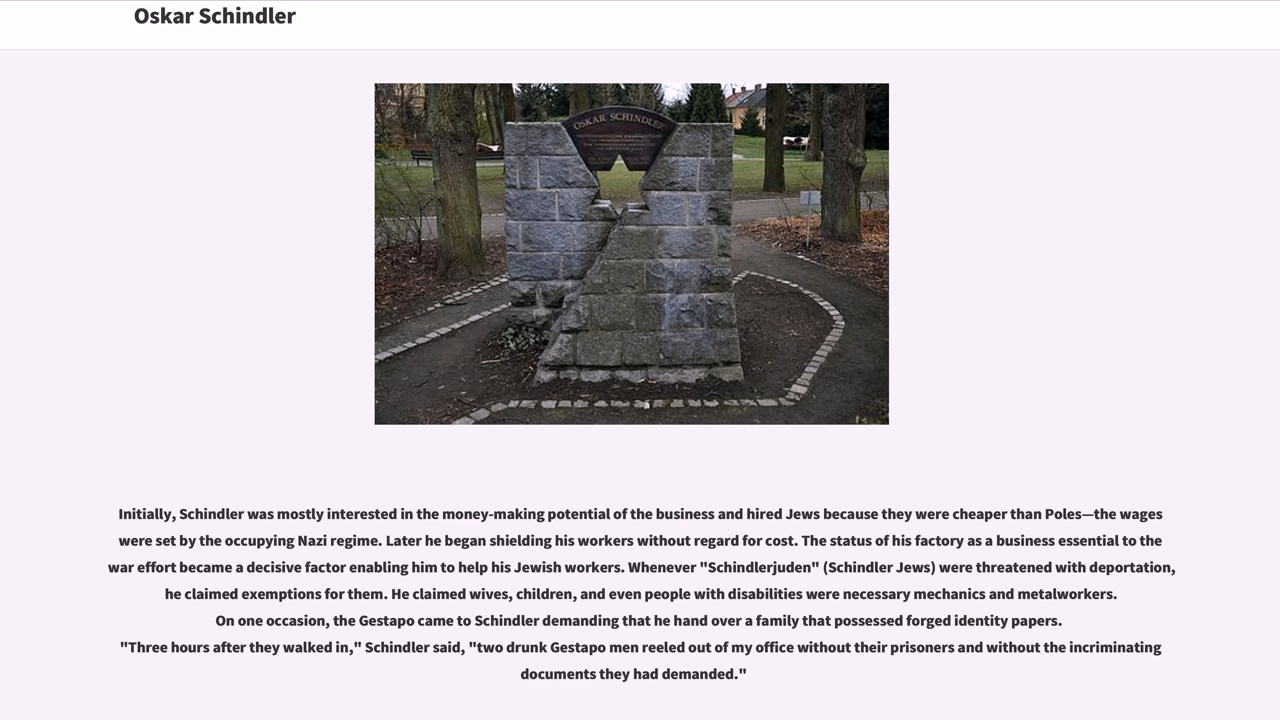 Oskar Schindler
OSKAR SCHINDLER
Initially, Schindler was mostly interested in the money-making potential of the business and hired Jews because they were cheaper than Poles—the wages
were set by the occupying Nazi regime. Later he began shielding his workers without regard for cost. The status of his factory as a business essential to the
war effort became a decisive factor enabling him to help his Jewish workers. Whenever "Schindlerjuden" (Schindler Jews) were threatened with deportation,
he claimed exemptions for them. He claimed wives, children, and even people with disabilities were necessary mechanics and metalworkers.
On one occasion, the Gestapo came to Schindler demanding that he hand over a family that possessed forged identity papers.
"Three hours after they walked in," Schindler said, "two drunk Gestapo men reeled out of my office without their prisoners and without the incriminating
documents they had demanded."